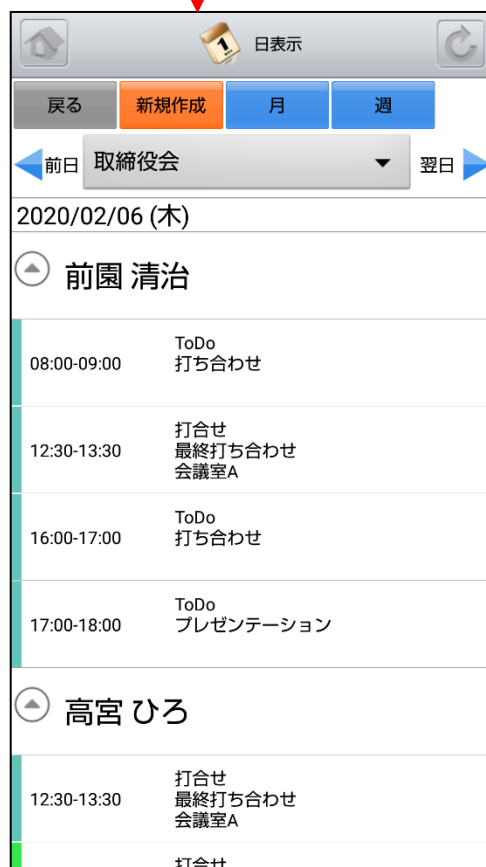 1
日表示
戻る 新規作成 月 週
前日 取締役会 翌日
2020/02/06 (木)
前園 清治
ToDo
08:00-09:00 打ち合わせ
打合せ
12:30-13:30 最終打ち合わせ
会議室A
ToDo
16:00-17:00 打ち合わせ
ToDo
17:00-18:00 プレゼンテーション
高宮 ひろ
打合せ
12:30-13:30 最終打ち合わせ
会議室A
打合せ